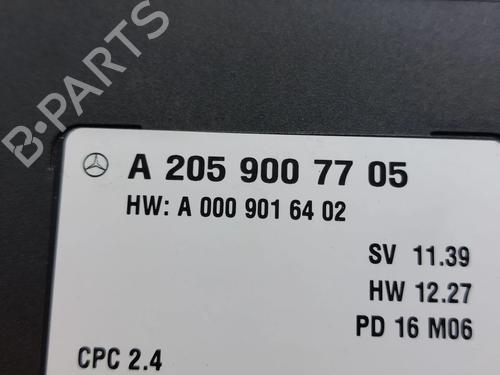 B-PARTS
A 205 900 77 05
HW: A 000 901 64 02
SV 11.39
HW 12.27
PD 16 M06
CPC 2.4